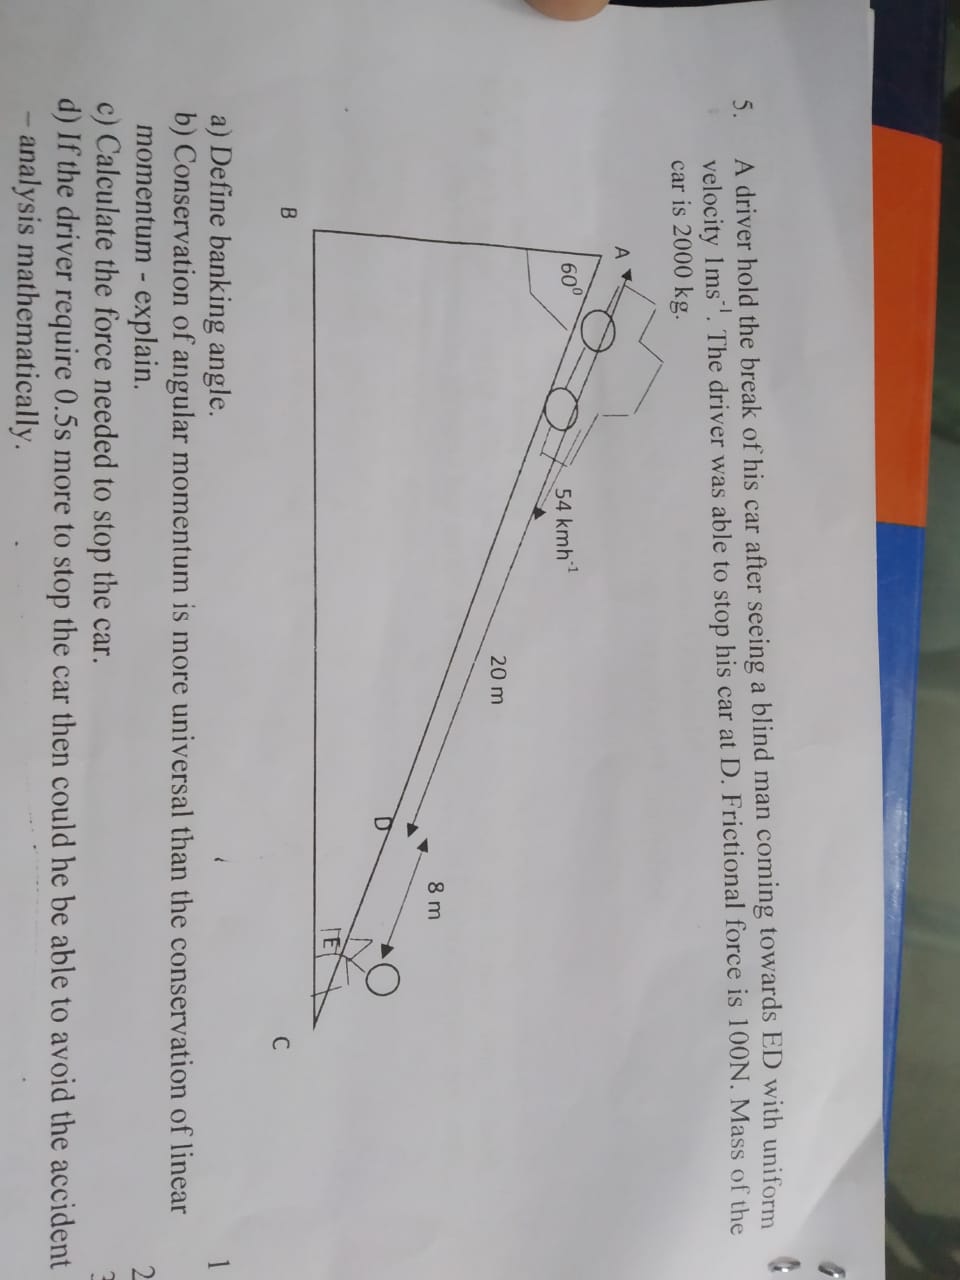 5. A driver hold the break of his car after seeing a blind man coming towards ED with uniform
velocity 1ms⁻¹. The driver was able to stop his car at D. Frictional force is 100N. Mass of the
car is 2000 kg.
A
60⁰
54 kmh⁻¹
20 m
8 m
D
E
B
C
a) Define banking angle. 1
b) Conservation of angular momentum is more universal than the conservation of linear
momentum - explain. 2
c) Calculate the force needed to stop the car. 3
d) If the driver require 0.5s more to stop the car then could he be able to avoid the accident
– analysis mathematically.